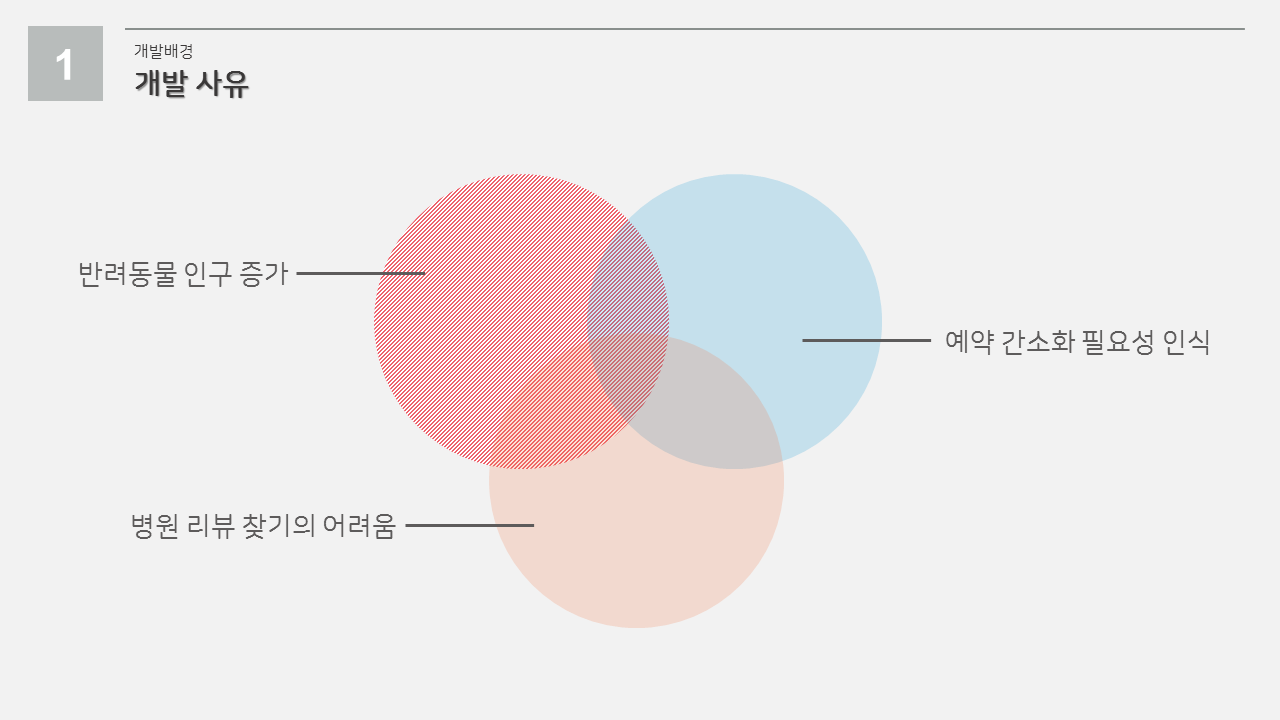 1
개발배경
개발 사유
반려동물 인구 증가
예약 간소화 필요성 인식
병원 리뷰 찾기의 어려움